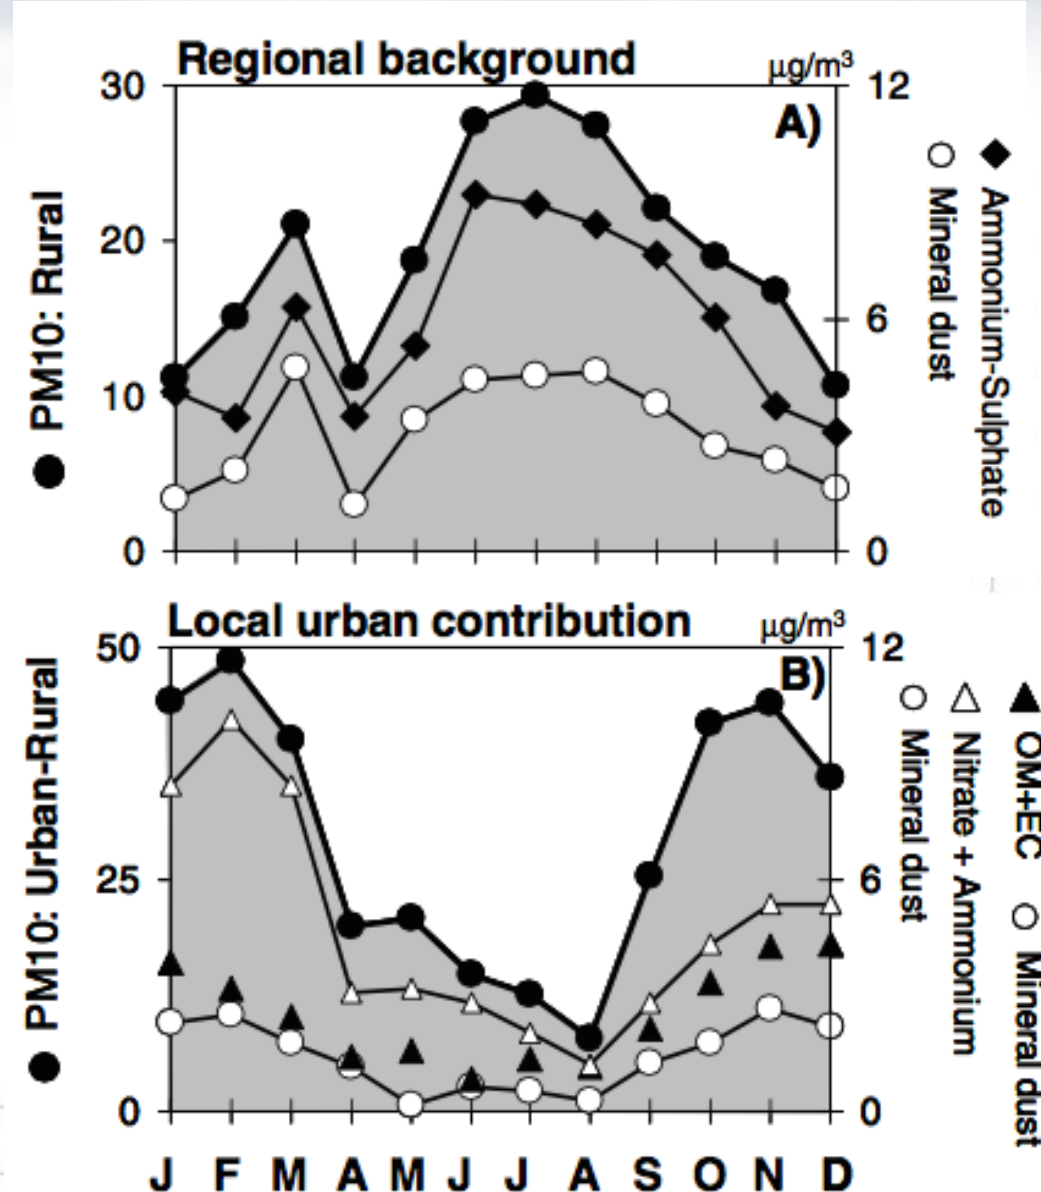 Regional background
µg/m³
A)
30
20
10
0
12
6
0
PM10: Rural
Ammonium-Sulphate
Mineral dust
Local urban contribution
µg/m³
B)
50
25
0
12
6
0
PM10: Urban-Rural
OM+EC
Mineral dust
Nitrate + Ammonium
Mineral dust
J F M A M J J A S O N D